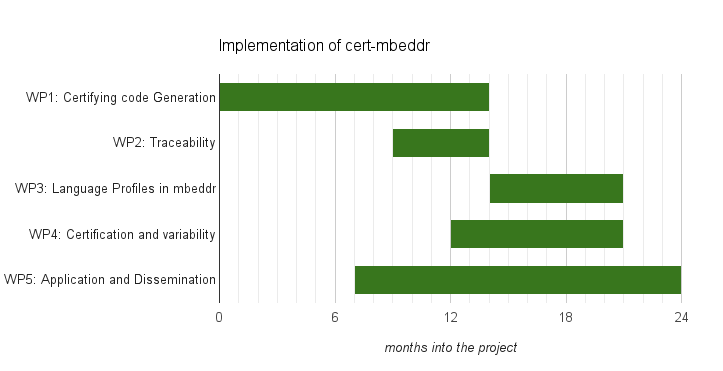 Implementation of cert-mbeddr
WP1: Certifying code Generation
WP2: Traceability
WP3: Language Profiles in mbeddr
WP4: Certification and variability
WP5: Application and Dissemination
0 6 12 18 24
months into the project